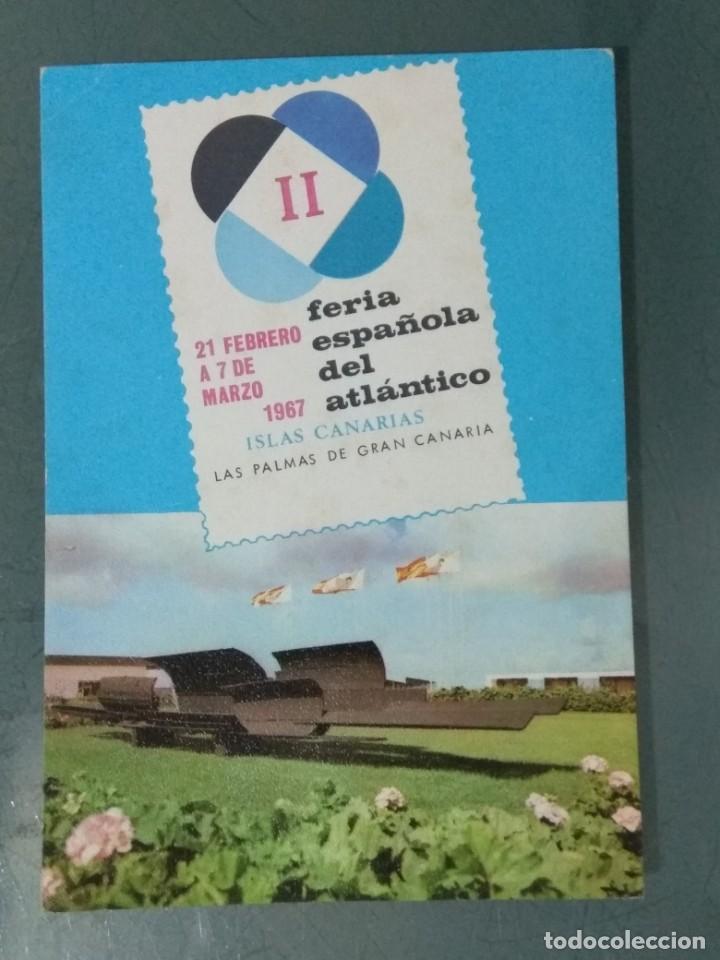 II
feria
española
del
atlántico
21 FEBRERO
A 7 DE
MARZO
1967
ISLAS CANARIAS
LAS PALMAS DE GRAN CANARIA
todocoleccion